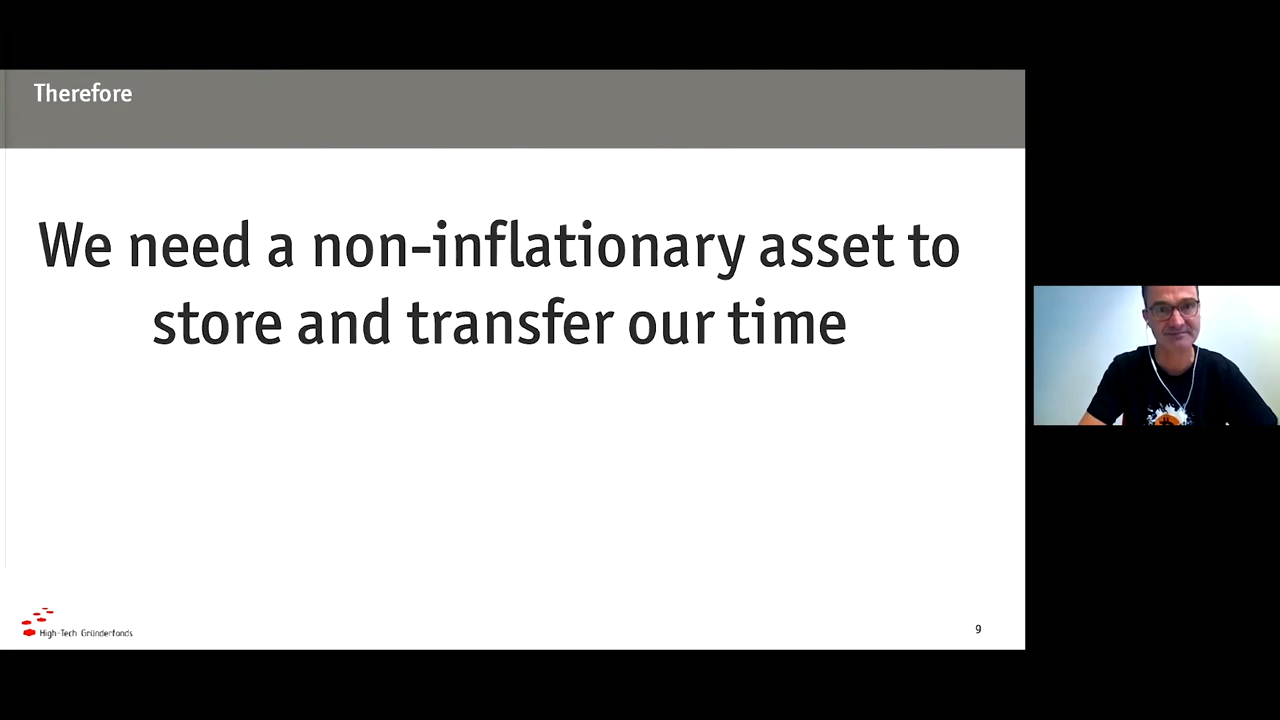 Therefore
We need a non-inflationary asset to
store and transfer our time
High-Tech Gründerfonds
9